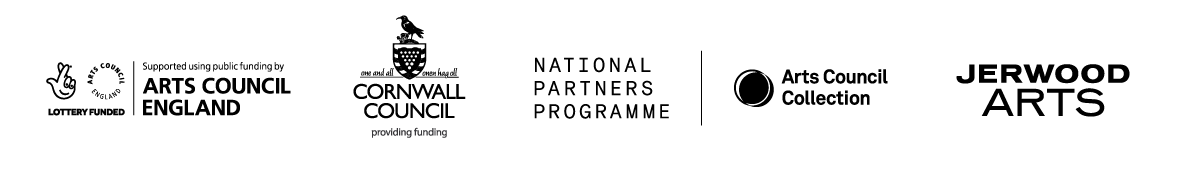 LOTTERY FUNDED
ARTS COUNCIL
ENGLAND
Supported using public funding by
ARTS COUNCIL
ENGLAND
one and all onen hag oll
CORNWALL
COUNCIL
providing funding
NATIONAL
PARTNERS
PROGRAMME
Arts Council
Collection
JERWOOD
ARTS